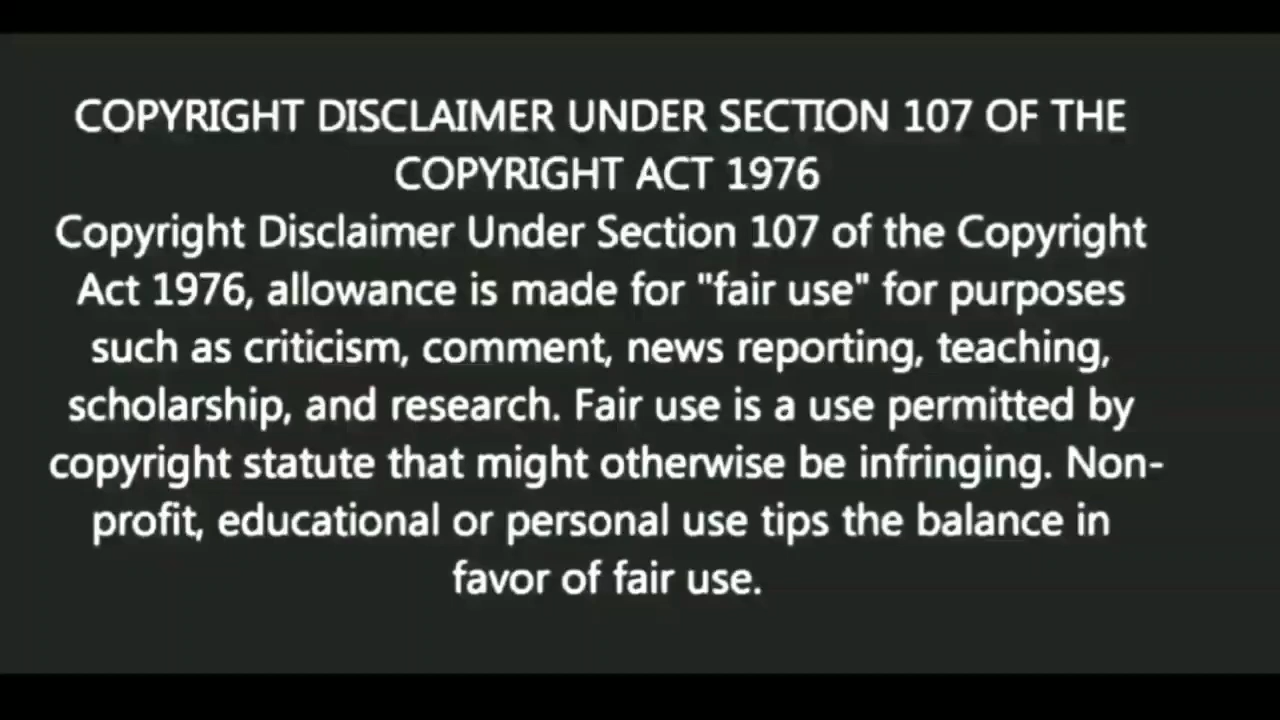 COPYRIGHT DISCLAIMER UNDER SECTION 107 OF THE
COPYRIGHT ACT 1976
Copyright Disclaimer Under Section 107 of the Copyright
Act 1976, allowance is made for "fair use" for purposes
such as criticism, comment, news reporting, teaching,
scholarship, and research. Fair use is a use permitted by
copyright statute that might otherwise be infringing. Non-
profit, educational or personal use tips the balance in
favor of fair use.